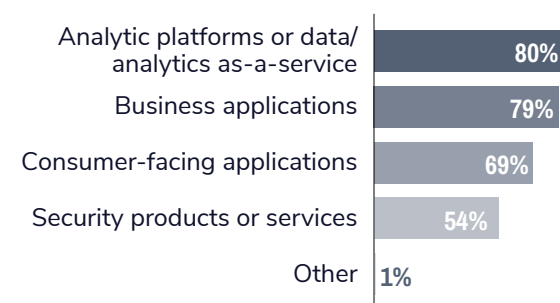 Analytic platforms or data/
analytics as-a-service
80%
Business applications
79%
Consumer-facing applications
69%
Security products or services
54%
Other
1%